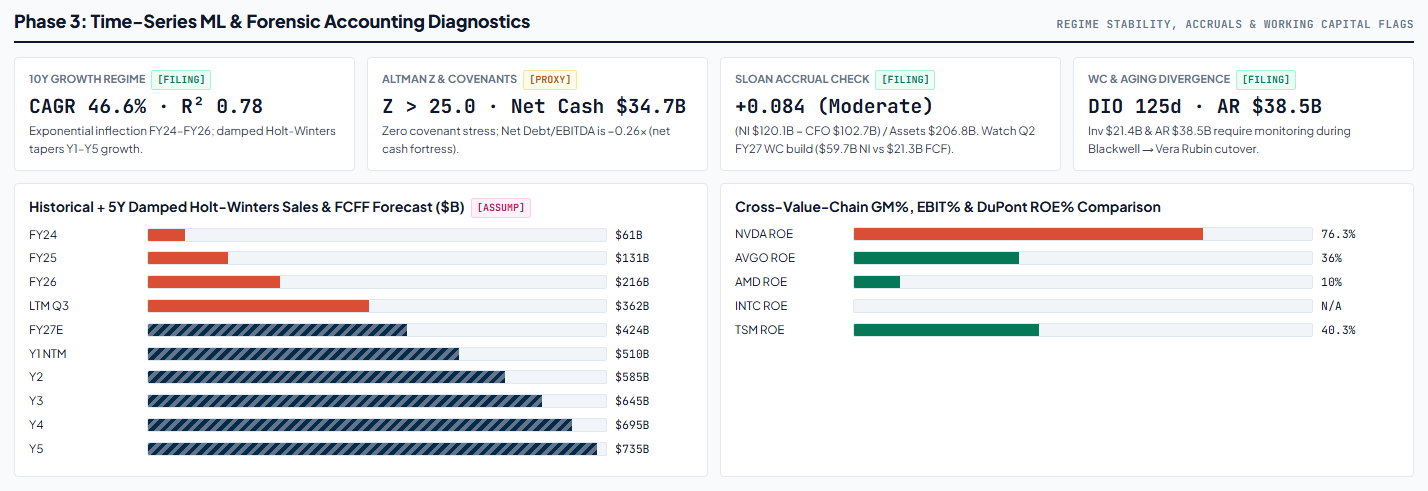 Phase 3: Time-Series ML & Forensic Accounting Diagnostics
REGIME STABILITY, ACCRUALS & WORKING CAPITAL FLAGS
10Y GROWTH REGIME [FILING]
CAGR 46.6% · R² 0.78
Exponential inflection FY24–FY26; damped Holt-Winters
tapers Y1–Y5 growth.
ALTMAN Z & COVENANTS [PROXY]
Z > 25.0 · Net Cash $34.7B
Zero covenant stress; Net Debt/EBITDA is −0.26x (net
cash fortress).
SLOAN ACCRUAL CHECK [FILING]
+0.084 (Moderate)
(NI $120.1B − CFO $102.7B) / Assets $206.8B. Watch Q2
FY27 WC build ($59.7B NI vs $21.3B FCF).
WC & AGING DIVERGENCE [FILING]
DIO 125d · AR $38.5B
Inv $21.4B & AR $38.5B require monitoring during
Blackwell → Vera Rubin cutover.
Historical + 5Y Damped Holt-Winters Sales & FCFF Forecast ($B) [ASSUMP]
FY24 $61B
FY25 $131B
FY26 $216B
LTM Q3 $362B
FY27E $424B
Y1 NTM $510B
Y2 $585B
Y3 $645B
Y4 $695B
Y5 $735B
Cross-Value-Chain GM%, EBIT% & DuPont ROE% Comparison
NVDA ROE 76.3%
AVGO ROE 36%
AMD ROE 10%
INTC ROE N/A
TSM ROE 40.3%